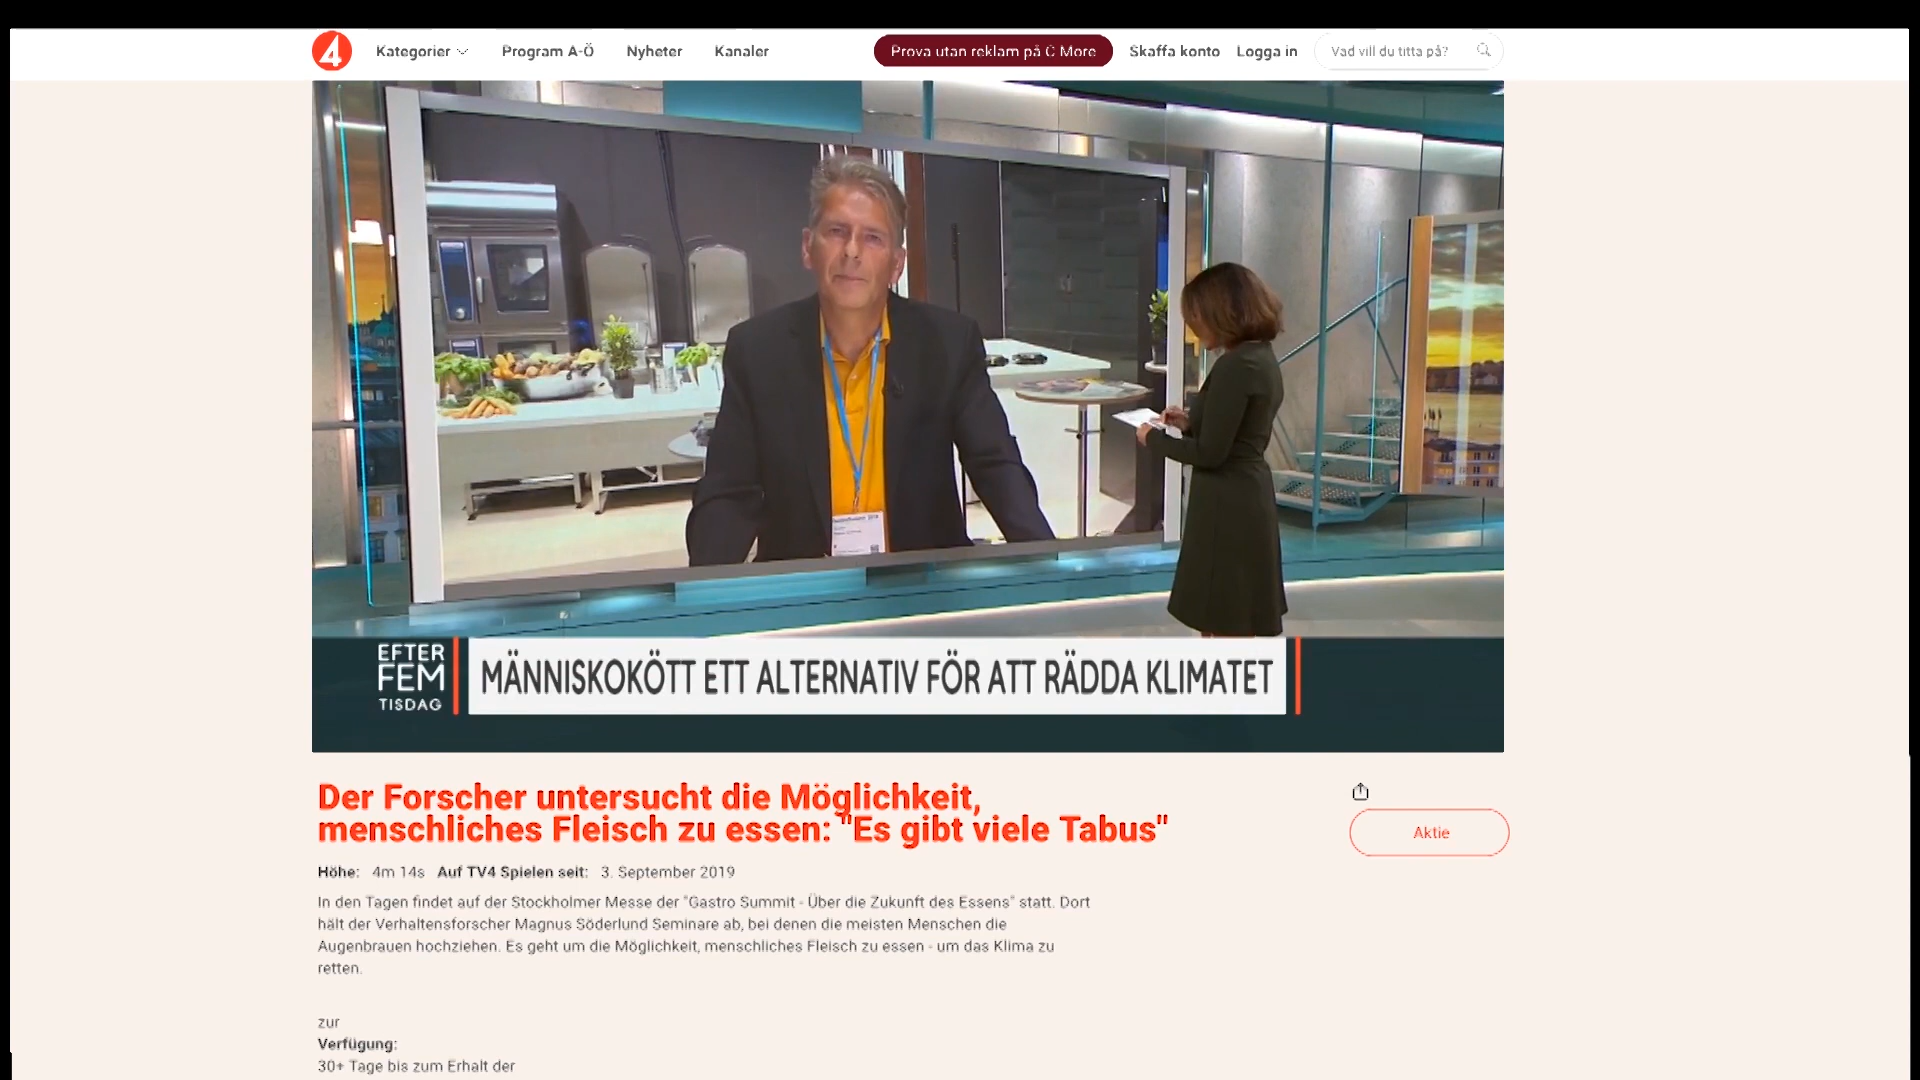 4
Kategorier
Program A-Ö
Nyheter
Kanaler
Prova utan reklam på C More
Skaffa konto
Logga in
Vad vill du titta på?
EFTER
FEM
TISDAG
MÄNNISKOKÖTT ETT ALTERNATIV FÖR ATT RÄDDA KLIMATET
Der Forscher untersucht die Möglichkeit,
menschliches Fleisch zu essen: "Es gibt viele Tabus"
Aktie
Höhe: 4m 14s Auf TV4 Spielen seit: 3. September 2019
In den Tagen findet auf der Stockholmer Messe der "Gastro Summit - Über die Zukunft des Essens" statt. Dort
hält der Verhaltensforscher Magnus Söderlund Seminare ab, bei denen die meisten Menschen die
Augenbrauen hochziehen. Es geht um die Möglichkeit, menschliches Fleisch zu essen - um das Klima zu
retten.
zur
Verfügung:
30+ Tage bis zum Erhalt der